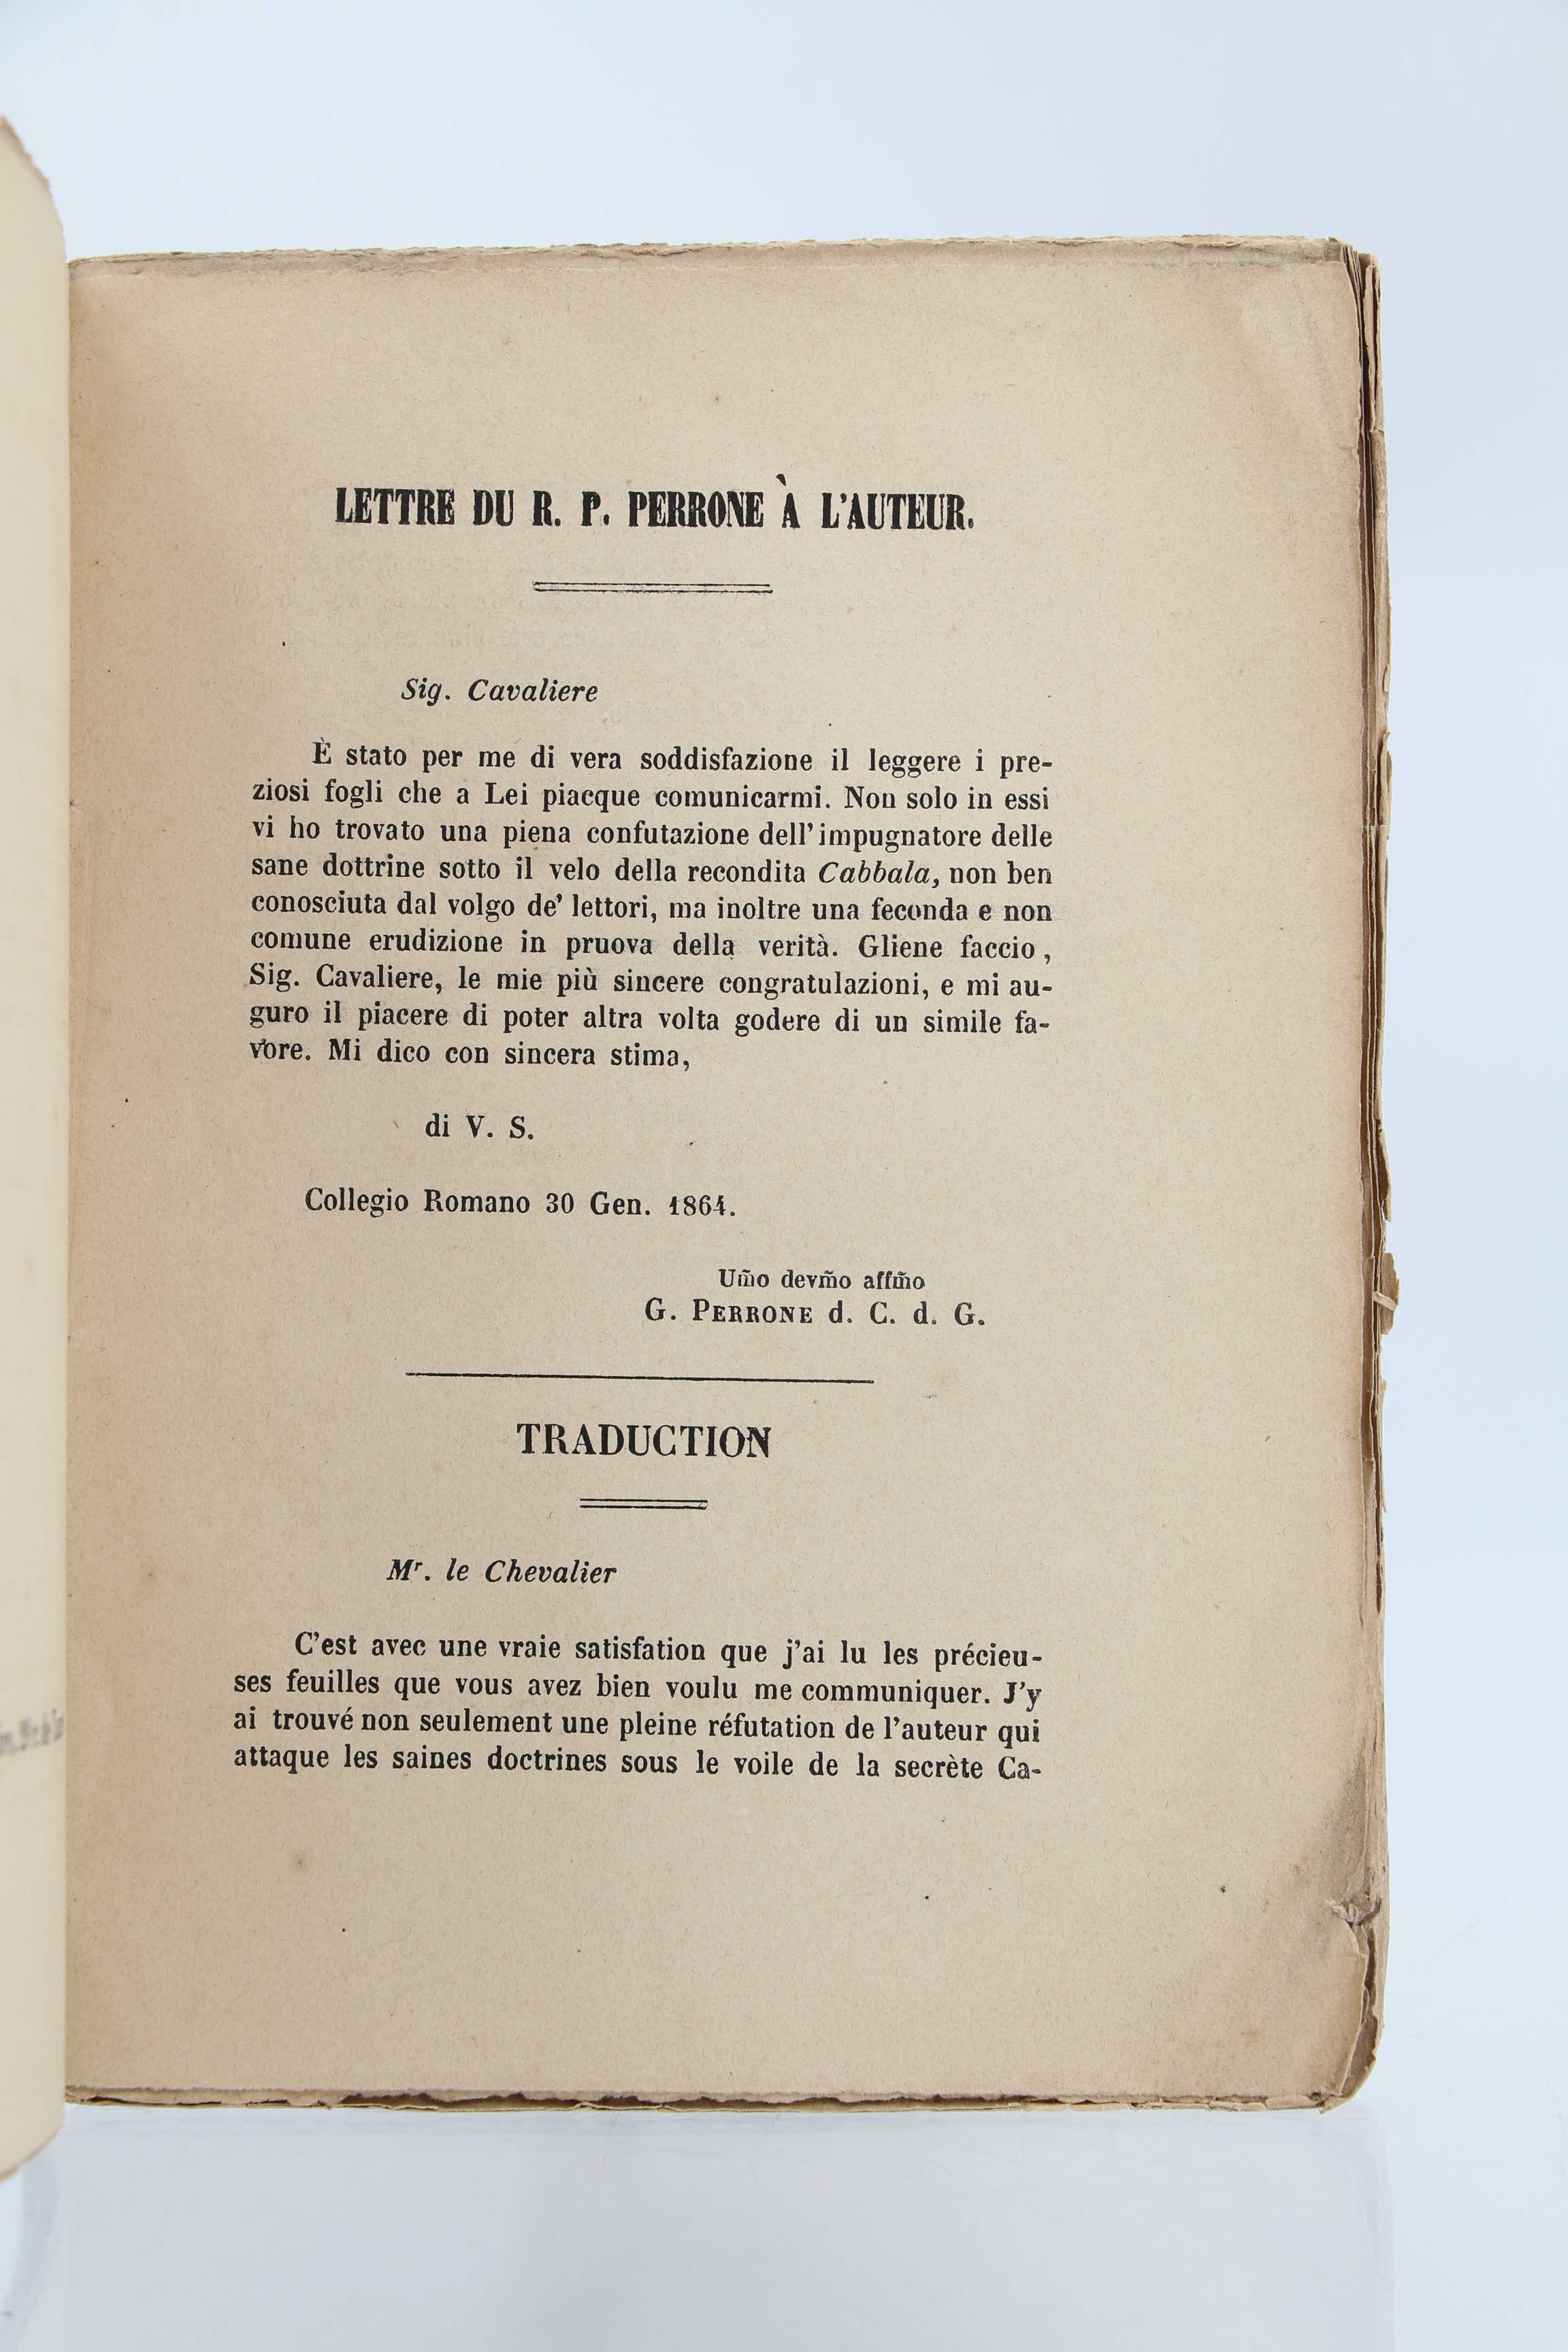 LETTRE DU R. P. PERRONE À L'AUTEUR.
Sig. Cavaliere
È stato per me di vera soddisfazione il leggere i pre-
ziosi fogli che a Lei piacque comunicarmi. Non solo in essi
vi ho trovato una piena confutazione dell'impugnatore delle
sane dottrine sotto il velo della recondita Cabbala, non ben
conosciuta dal volgo de' lettori, ma inoltre una feconda e non
comune erudizione in pruova della verità. Gliene faccio,
Sig. Cavaliere, le mie più sincere congratulazioni, e mi au-
guro il piacere di poter altra volta godere di un simile fa-
vore. Mi dico con sincera stima,
di V. S.
Collegio Romano 30 Gen. 1864.
Um̃o devm̃o affm̃o
G. PERRONE d. C. d. G.
TRADUCTION
Mr. le Chevalier
C'est avec une vraie satisfation que j'ai lu les précieu-
ses feuilles que vous avez bien voulu me communiquer. J'y
ai trouvé non seulement une pleine réfutation de l'auteur qui
attaque les saines doctrines sous le voile de la secrète Ca-